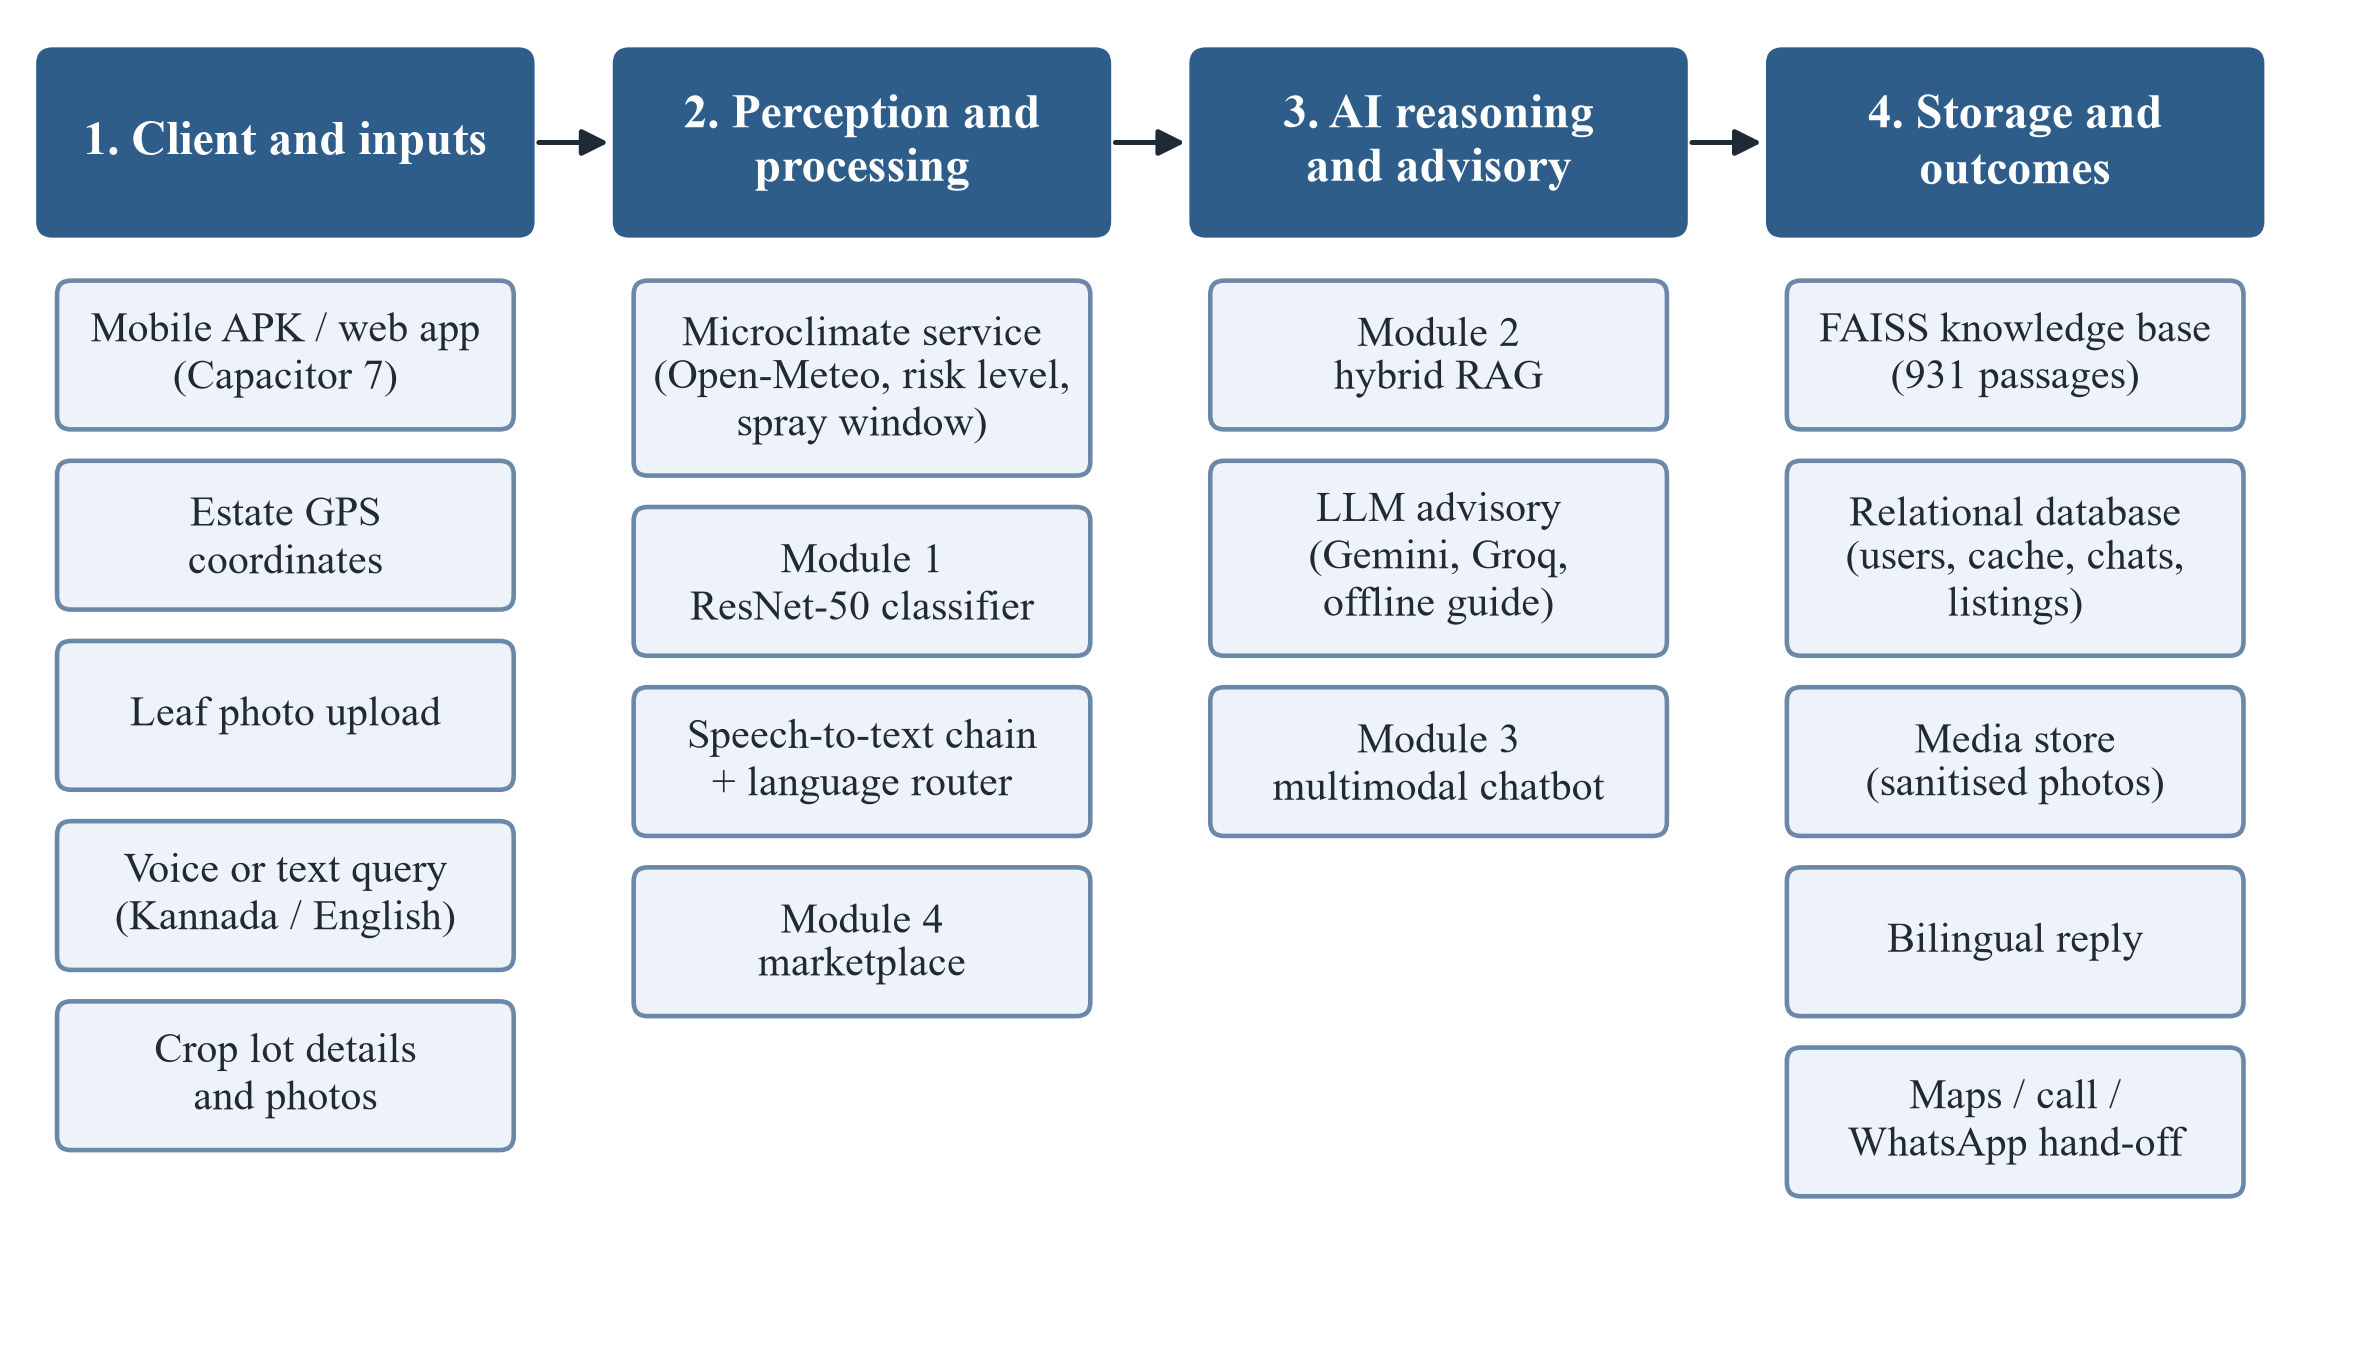 1. Client and inputs
Mobile APK / web app
(Capacitor 7)
Estate GPS
coordinates
Leaf photo upload
Voice or text query
(Kannada / English)
Crop lot details
and photos
2. Perception and
processing
Microclimate service
(Open-Meteo, risk level,
spray window)
Module 1
ResNet-50 classifier
Speech-to-text chain
+ language router
Module 4
marketplace
3. AI reasoning
and advisory
Module 2
hybrid RAG
LLM advisory
(Gemini, Groq,
offline guide)
Module 3
multimodal chatbot
4. Storage and
outcomes
FAISS knowledge base
(931 passages)
Relational database
(users, cache, chats,
listings)
Media store
(sanitised photos)
Bilingual reply
Maps / call /
WhatsApp hand-off